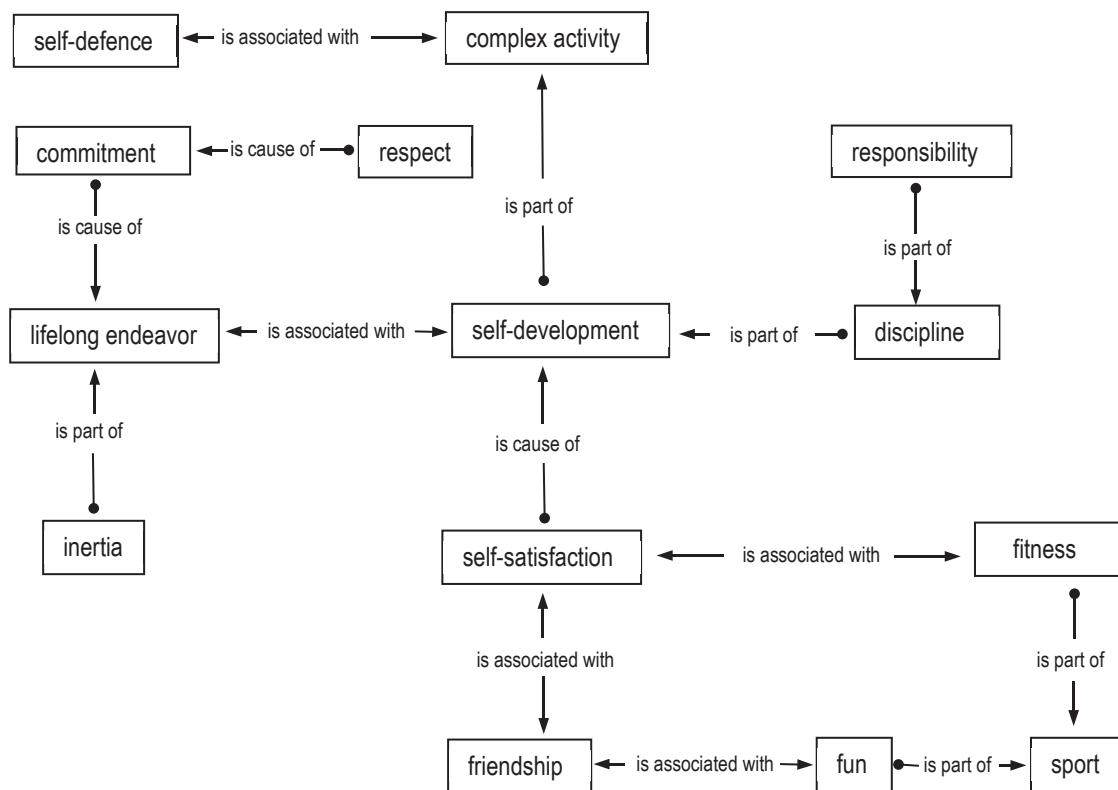 self-defence
is associated with
complex activity
commitment
is cause of
respect
responsibility
is cause of
is part of
is part of
lifelong endeavor
is associated with
self-development
is part of
discipline
is part of
is cause of
inertia
self-satisfaction
is associated with
fitness
is associated with
is part of
friendship
is associated with
fun
is part of
sport